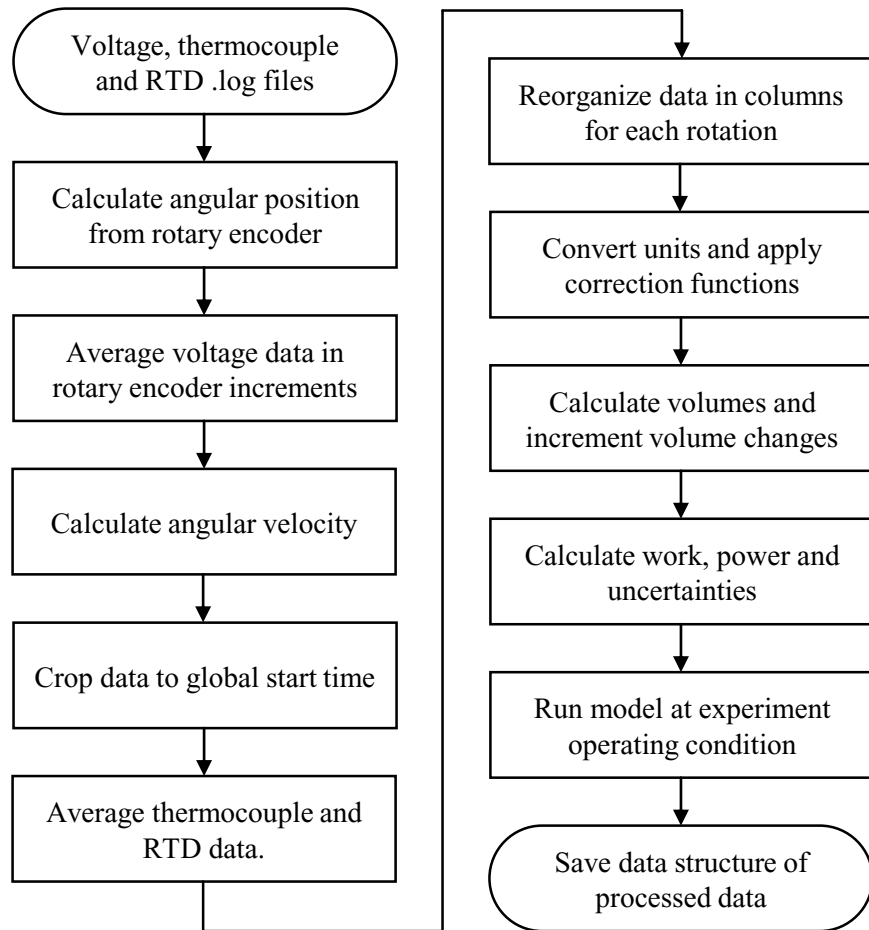 Voltage, thermocouple
and RTD .log files
Calculate angular position
from rotary encoder
Average voltage data in
rotary encoder increments
Calculate angular velocity
Crop data to global start time
Average thermocouple and
RTD data.
Reorganize data in columns
for each rotation
Convert units and apply
correction functions
Calculate volumes and
increment volume changes
Calculate work, power and
uncertainties
Run model at experiment
operating condition
Save data structure of
processed data